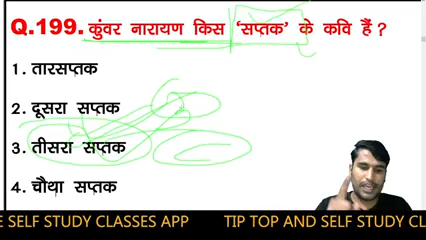 Q.199. कुंवर नारायण किस 'सप्तक' के कवि हैं ?
1. तारसप्तक
2. दूसरा सप्तक
3. तीसरा सप्तक
4. चौथा सप्तक
E SELF STUDY CLASSES APP TIP TOP AND SELF STUDY CL